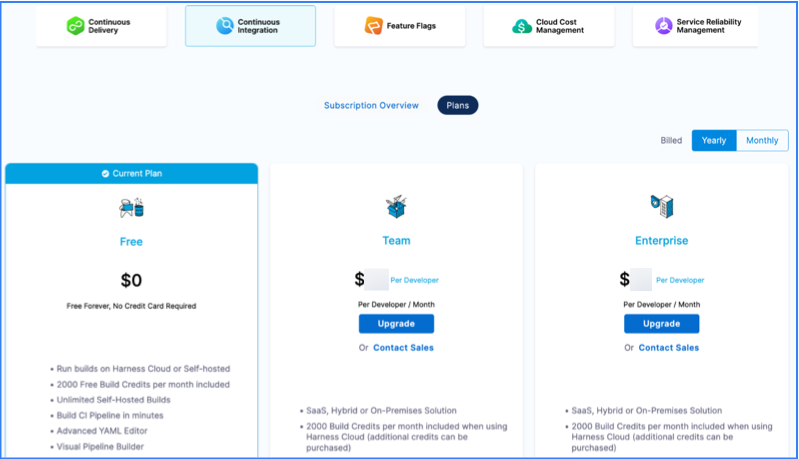 Continuous
Delivery
Continuous
Integration
Feature Flags
Cloud Cost
Management
Service Reliability
Management
Subscription Overview
Plans
Billed
Yearly
Monthly
Current Plan
Free
$0
Free Forever, No Credit Card Required
• Run builds on Harness Cloud or Self-hosted
• 2000 Free Build Credits per month included
• Unlimited Self-Hosted Builds
• Build CI Pipeline in minutes
• Advanced YAML Editor
• Visual Pipeline Builder
Team
$ Per Developer
Per Developer / Month
Upgrade
Or Contact Sales
• SaaS, Hybrid or On-Premises Solution
• 2000 Build Credits per month included when using
Harness Cloud (additional credits can be
purchased)
Enterprise
$ Per Developer
Per Developer / Month
Upgrade
Or Contact Sales
• SaaS, Hybrid or On-Premises Solution
• 2000 Build Credits per month included when using
Harness Cloud (additional credits can be
purchased)